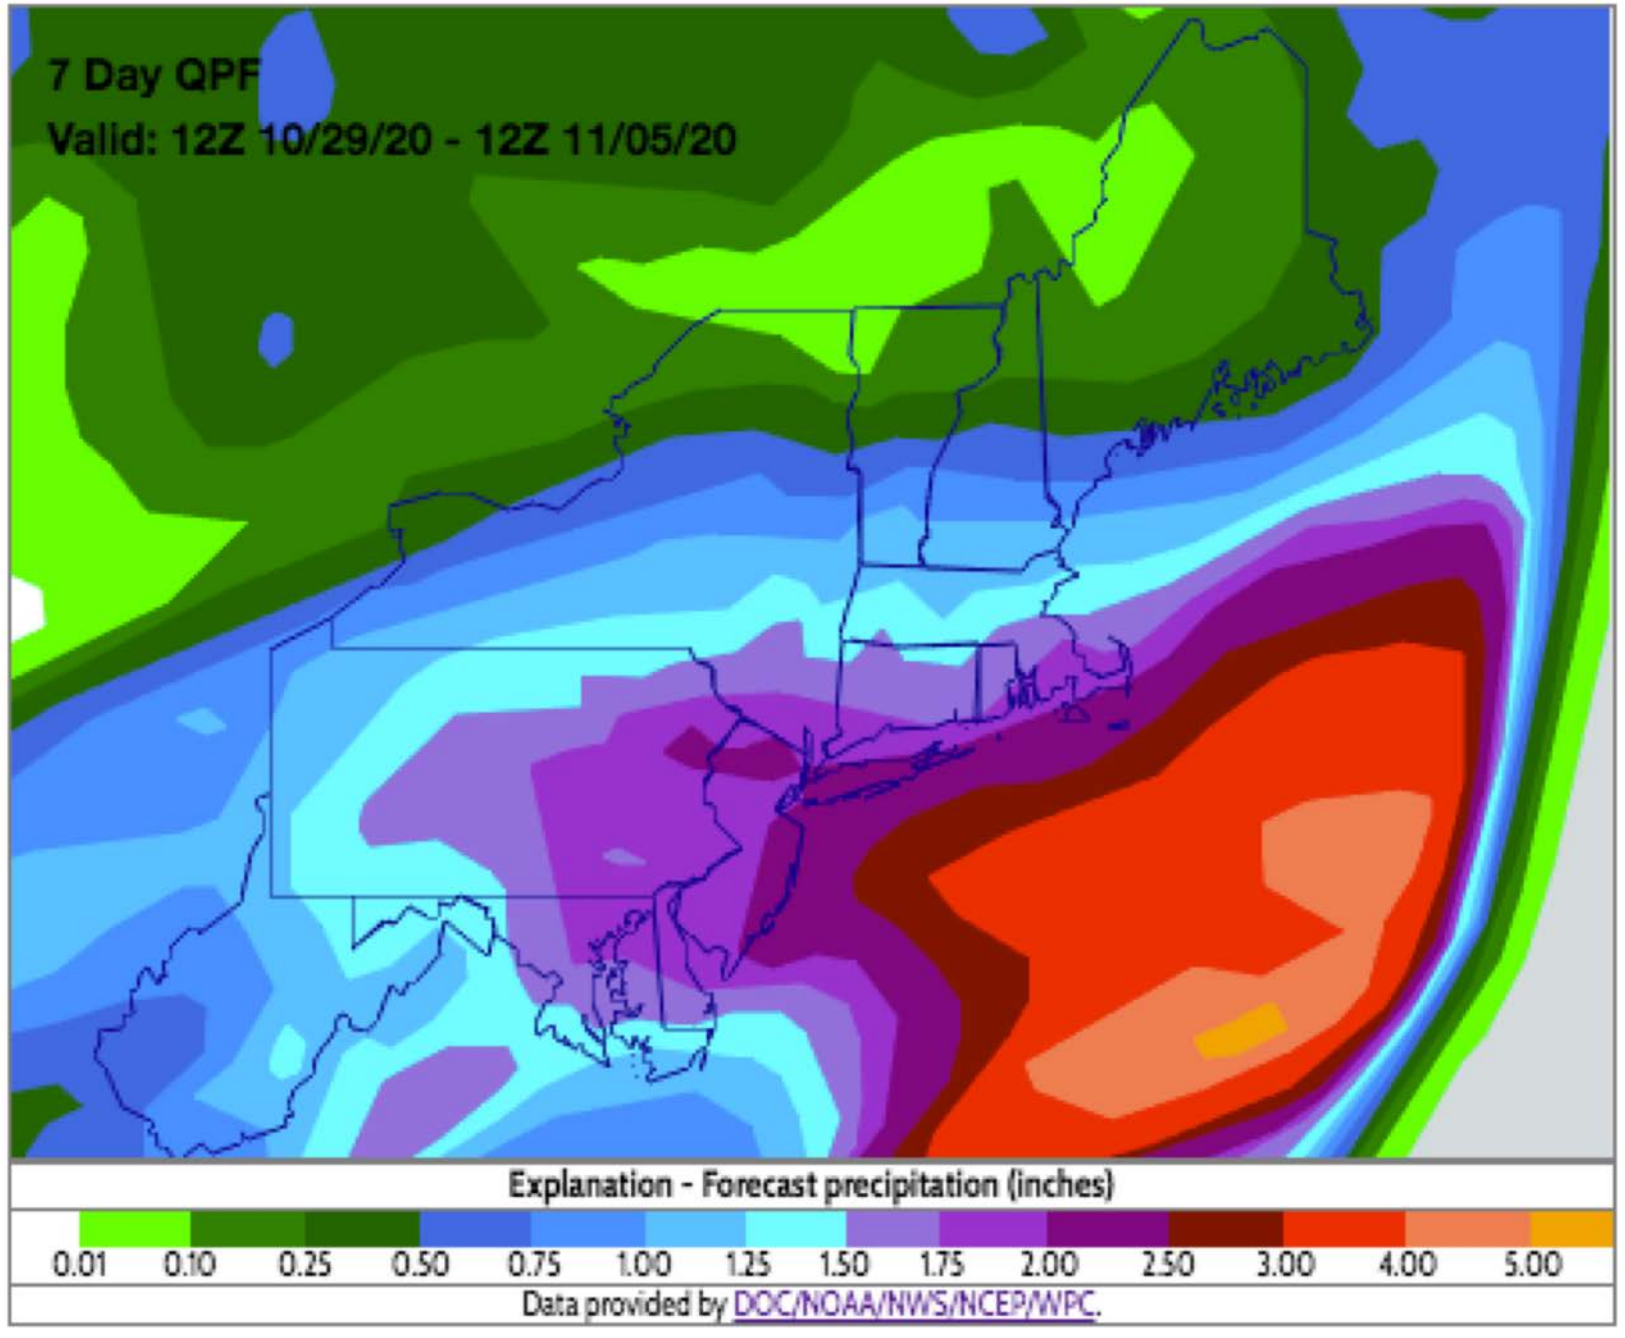 7 Day QPF
Valid: 12Z 10/29/20 - 12Z 11/05/20
Explanation - Forecast precipitation (inches)
0.01 0.10 0.25 0.50 0.75 1.00 1.25 1.50 1.75 2.00 2.50 3.00 4.00 5.00
Data provided by DOC/NOAA/NWS/NCEP/WPC.